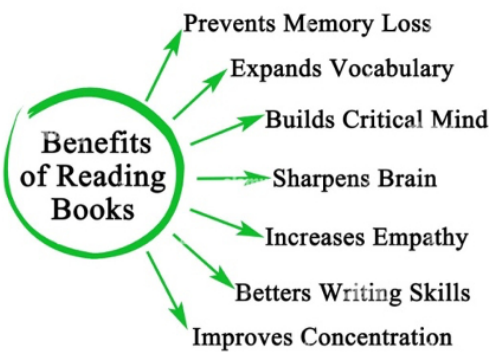 Benefits
of Reading
Books
Prevents Memory Loss
Expands Vocabulary
Builds Critical Mind
Sharpens Brain
Increases Empathy
Betters Writing Skills
Improves Concentration